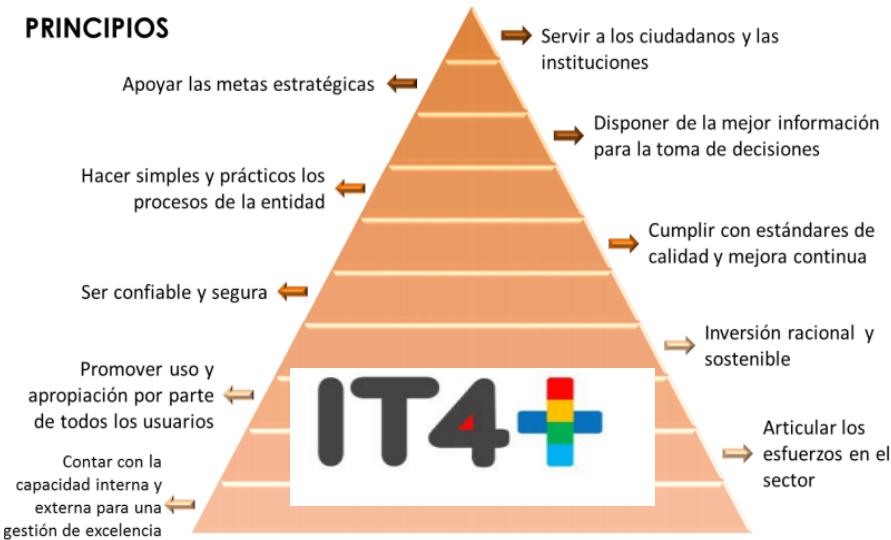 PRINCIPIOS
Servir a los ciudadanos y las
instituciones
Apoyar las metas estratégicas
Disponer de la mejor información
para la toma de decisiones
Hacer simples y prácticos los
procesos de la entidad
Cumplir con estándares de
calidad y mejora continua
Ser confiable y segura
Inversión racional y
sostenible
Promover uso y
apropiación por parte
de todos los usuarios
Articular los
esfuerzos en el
sector
Contar con la
capacidad interna y
externa para una
gestión de excelencia
IT4+